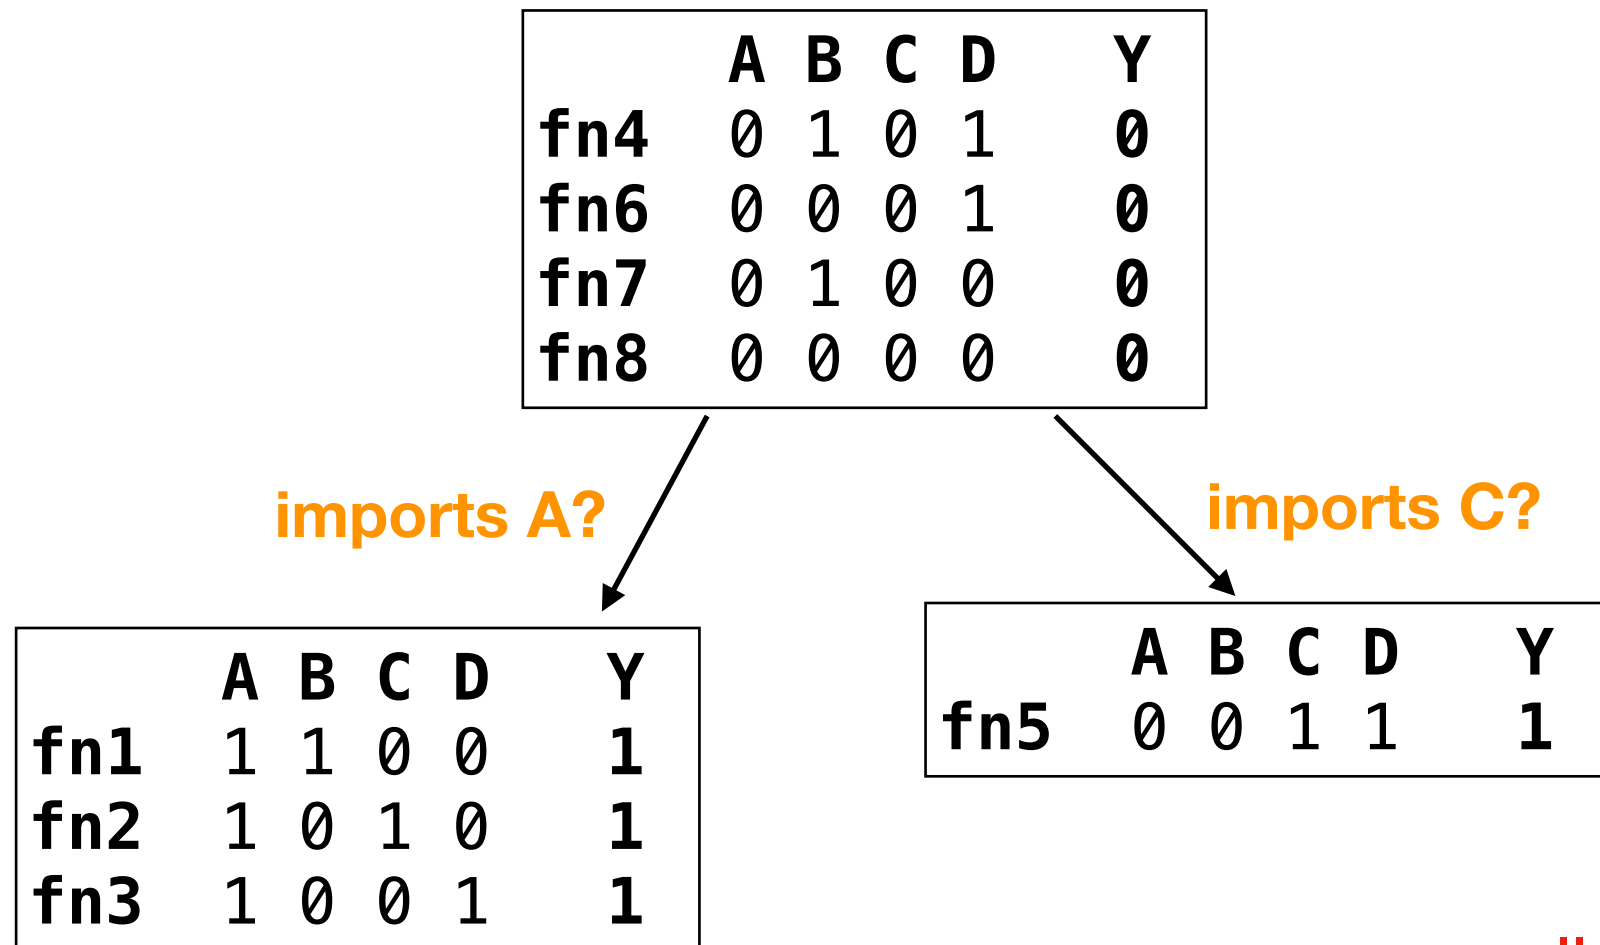 A B C D Y
fn4 0 1 0 1 0
fn6 0 0 0 1 0
fn7 0 1 0 0 0
fn8 0 0 0 0 0
imports A?
imports C?
A B C D Y
fn1 1 1 0 0 1
fn2 1 0 1 0 1
fn3 1 0 0 1 1
A B C D Y
fn5 0 0 1 1 1